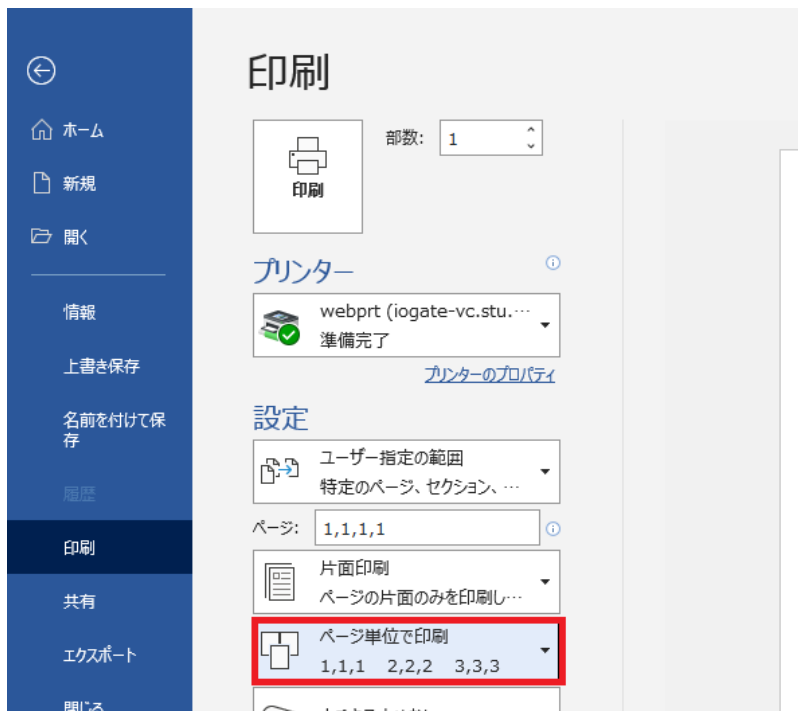 印刷
ホーム
新規
開く
情報
上書き保存
名前を付けて保
存
履歴
印刷
共有
エクスポート
閉じる
部数: 1
印刷
プリンター
webprt (iogate-vc.stu.…
準備完了
プリンターのプロパティ
設定
ユーザー指定の範囲
特定のページ、セクション、…
ページ: 1,1,1,1
片面印刷
ページの片面のみを印刷し…
ページ単位で印刷
1,1,1 2,2,2 3,3,3